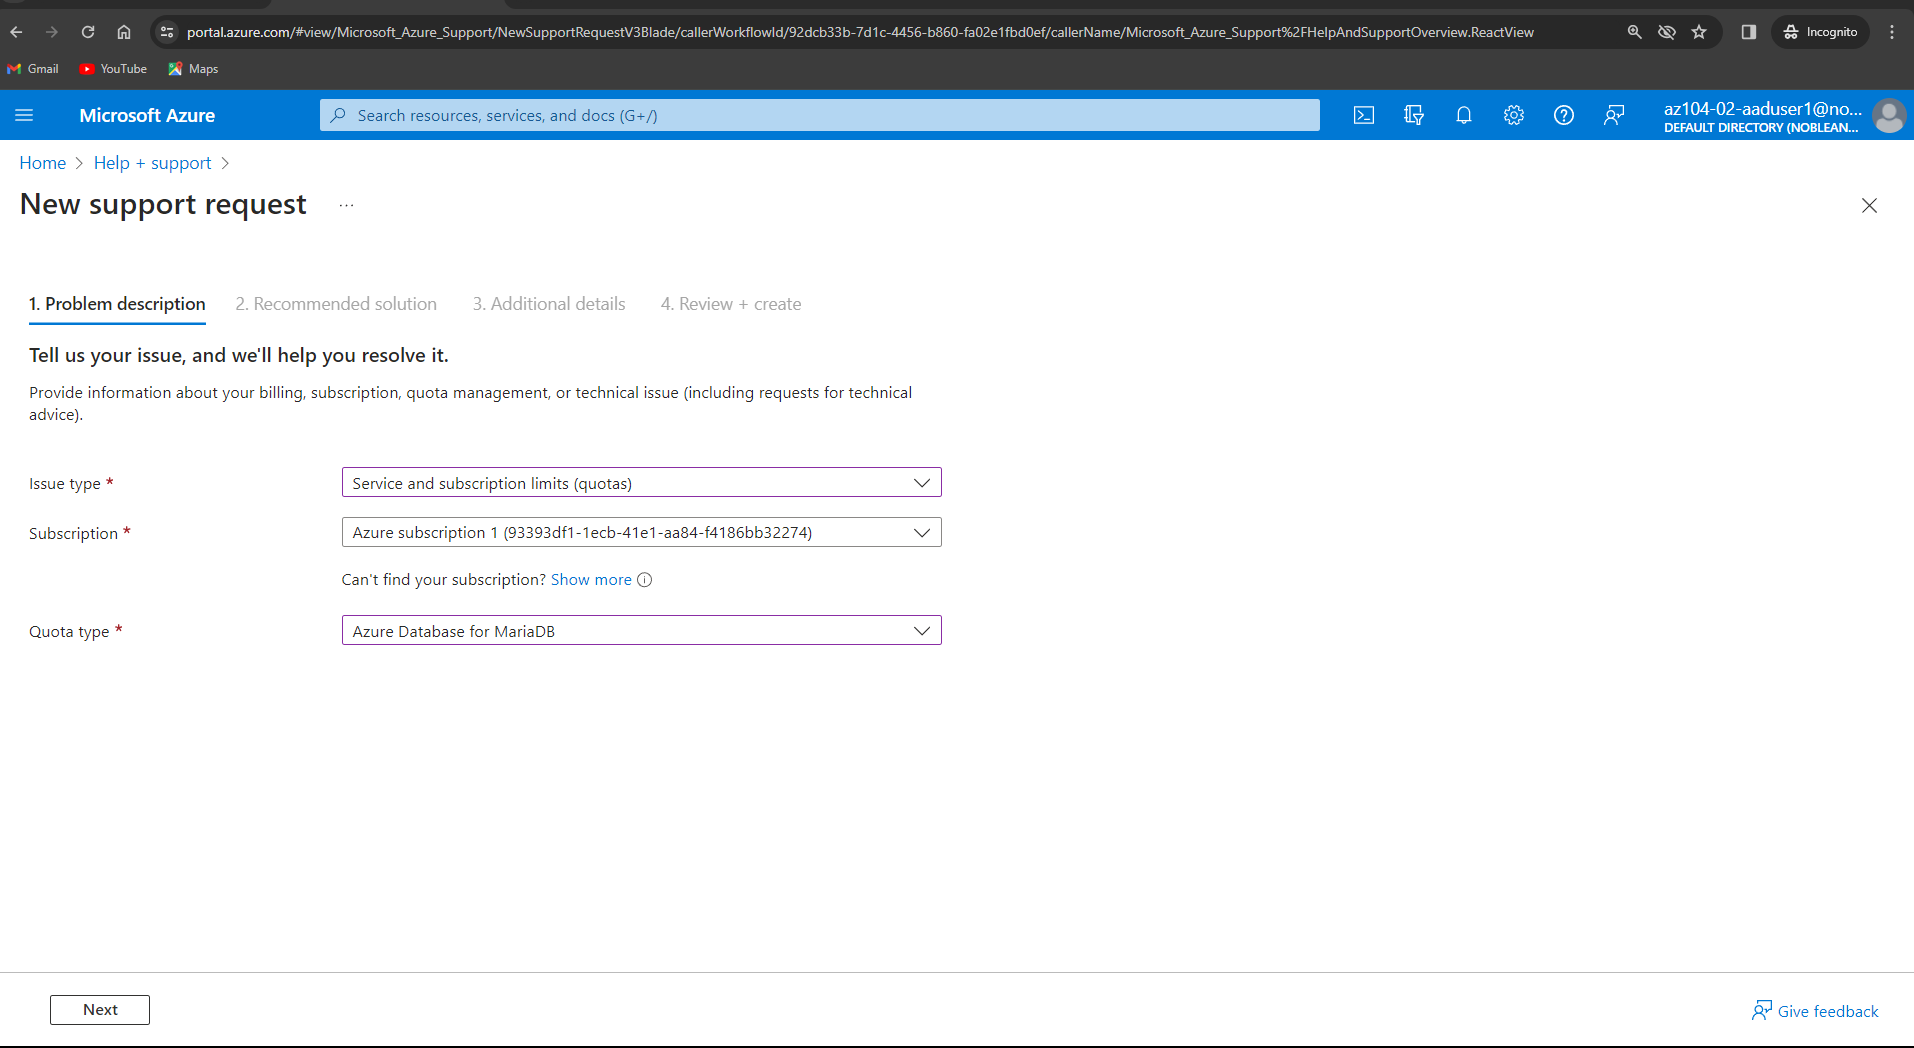 portal.azure.com/#view/Microsoft_Azure_Support/NewSupportRequestV3Blade/callerWorkflowId/92dcb33b-7d1c-4456-b860-fa02e1fbd0ef/callerName/Microsoft_Azure_Support%2FHelpAndSupportOverview.ReactView
Incognito
Gmail YouTube Maps
Microsoft Azure
Search resources, services, and docs (G+/)
az104-02-aaduser1@no...
DEFAULT DIRECTORY (NOBLEAN...
Home > Help + support >
New support request ...
1. Problem description 2. Recommended solution 3. Additional details 4. Review + create
Tell us your issue, and we'll help you resolve it.
Provide information about your billing, subscription, quota management, or technical issue (including requests for technical
advice).
Issue type * Service and subscription limits (quotas)
Subscription * Azure subscription 1 (93393df1-1ecb-41e1-aa84-f4186bb32274)
Can't find your subscription? Show more
Quota type * Azure Database for MariaDB
Next
Give feedback